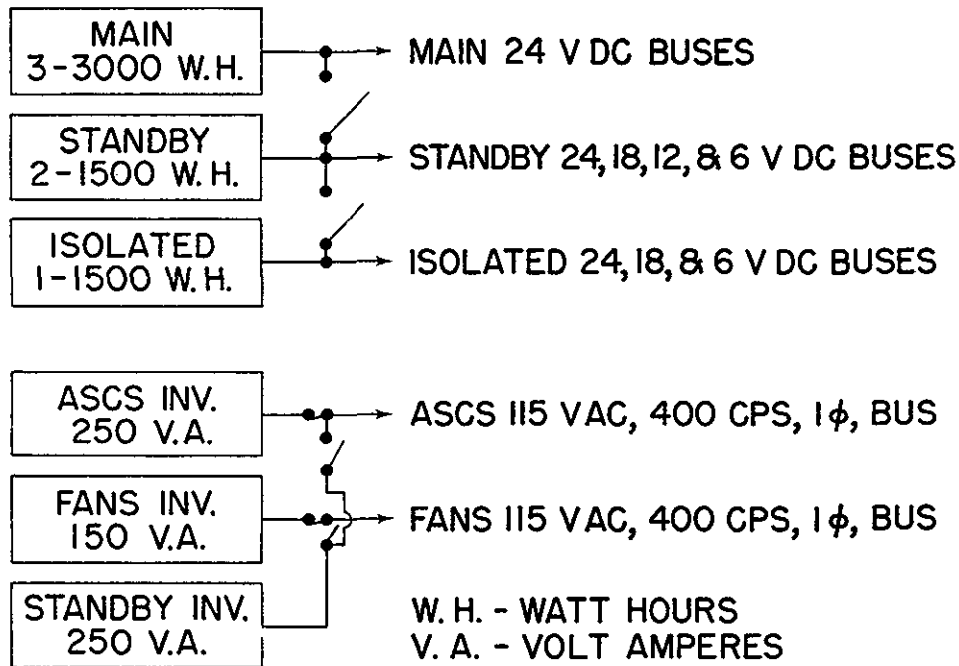 MAIN
3-3000 W.H.
MAIN 24 V DC BUSES
STANDBY
2-1500 W.H.
STANDBY 24, 18, 12, & 6 V DC BUSES
ISOLATED
1-1500 W.H.
ISOLATED 24, 18, & 6 V DC BUSES
ASCS INV.
250 V.A.
ASCS 115 VAC, 400 CPS, 1ϕ, BUS
FANS INV.
150 V.A.
FANS 115 VAC, 400 CPS, 1ϕ, BUS
STANDBY INV.
250 V.A.
W. H. - WATT HOURS
V. A. - VOLT AMPERES